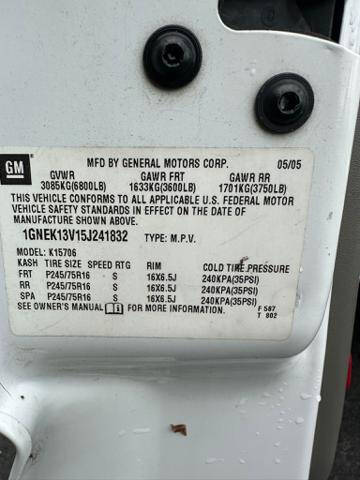 GM
MFD BY GENERAL MOTORS CORP. 05/05
GVWR GAWR FRT GAWR RR
3085KG(6800LB) 1633KG(3600LB) 1701KG(3750LB)
THIS VEHICLE CONFORMS TO ALL APPLICABLE U.S. FEDERAL MOTOR
VEHICLE SAFETY STANDARDS IN EFFECT ON THE DATE OF
MANUFACTURE SHOWN ABOVE.
1GNEK13V15J241832 TYPE: M.P.V.
MODEL: K15706
KASH TIRE SIZE SPEED RTG RIM COLD TIRE PRESSURE
FRT P245/75R16 S 16X6.5J 240KPA(35PSI)
RR P245/75R16 S 16X6.5J 240KPA(35PSI)
SPA P245/75R16 S 16X6.5J 240KPA(35PSI)
SEE OWNER'S MANUAL FOR MORE INFORMATION. F 587
T 802